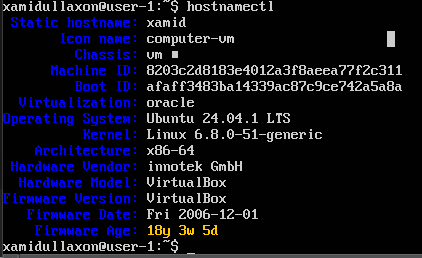 xamidullaxon@user-1:~$ hostnamectl
Static hostname: xamid
Icon name: computer-vm
Chassis: vm ■
Machine ID: 8203c2d8183e4012a3f8aeea77f2c311
Boot ID: afaff3483ba14339ac87c9ce742a5a8a
Virtualization: oracle
Operating System: Ubuntu 24.04.1 LTS
Kernel: Linux 6.8.0-51-generic
Architecture: x86-64
Hardware Vendor: innotek GmbH
Hardware Model: VirtualBox
Firmware Version: VirtualBox
Firmware Date: Fri 2006-12-01
Firmware Age: 18y 3w 5d
xamidullaxon@user-1:~$ _